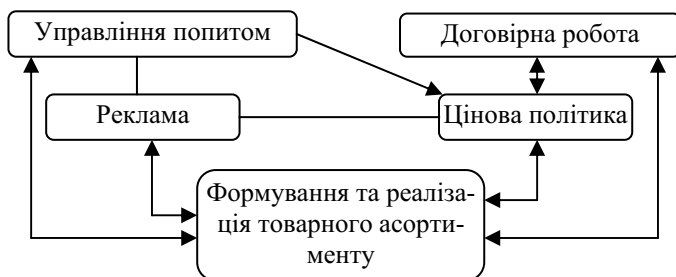 Управління попитом
Договірна робота
Реклама
Цінова політика
Формування та реаліза-
ція товарного асорти-
менту